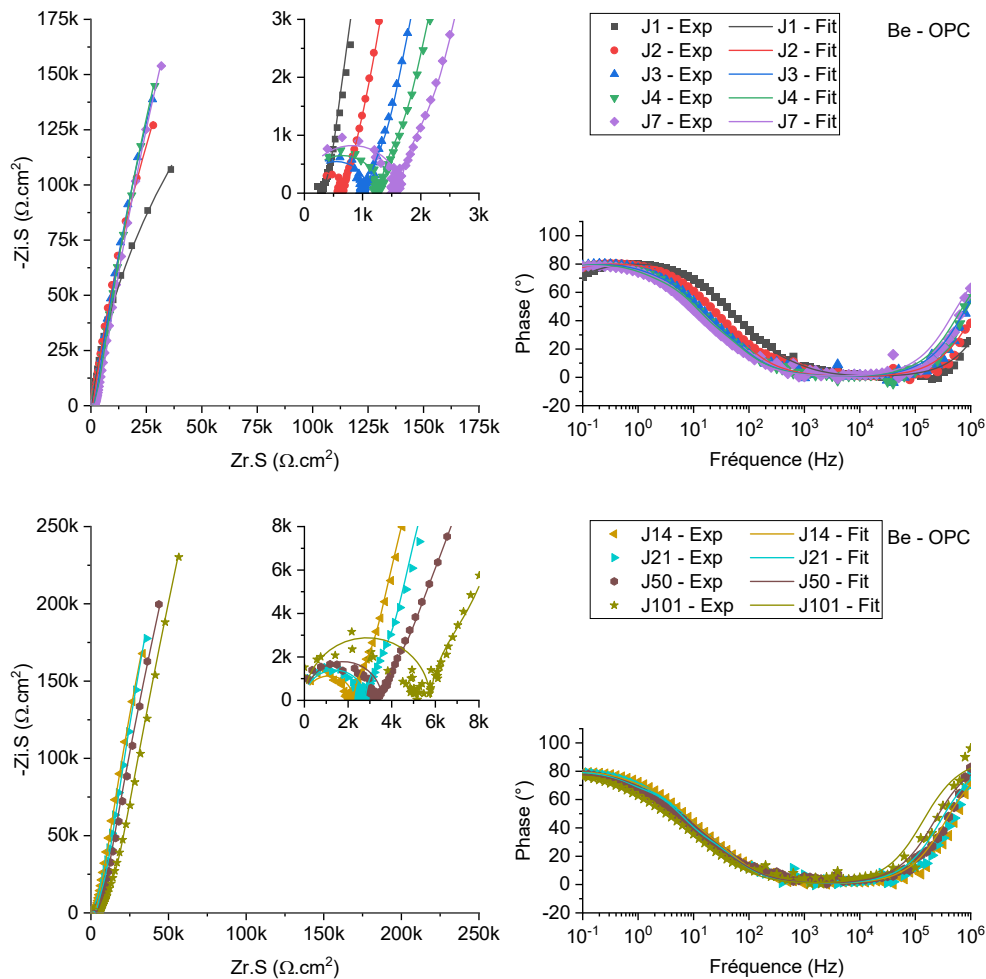 175k
150k
125k
100k
75k
50k
25k
0
-Zi.S (Ω.cm²)
0 25k 50k 75k 100k 125k 150k 175k
Zr.S (Ω.cm²)
3k
2k
1k
0
0 1k 2k 3k
J1 - Exp J1 - Fit
J2 - Exp J2 - Fit
J3 - Exp J3 - Fit
J4 - Exp J4 - Fit
J7 - Exp J7 - Fit
Be - OPC
100
80
60
40
20
0
-20
Phase (°)
10⁻¹ 10⁰ 10¹ 10² 10³ 10⁴ 10⁵ 10⁶
Fréquence (Hz)
250k
200k
150k
100k
50k
0
-Zi.S (Ω.cm²)
0 50k 100k 150k 200k 250k
Zr.S (Ω.cm²)
8k
6k
4k
2k
0
0 2k 4k 6k 8k
J14 - Exp J14 - Fit
J21 - Exp J21 - Fit
J50 - Exp J50 - Fit
J101 - Exp J101 - Fit
Be - OPC
100
80
60
40
20
0
-20
Phase (°)
10⁻¹ 10⁰ 10¹ 10² 10³ 10⁴ 10⁵ 10⁶
Fréquence (Hz)